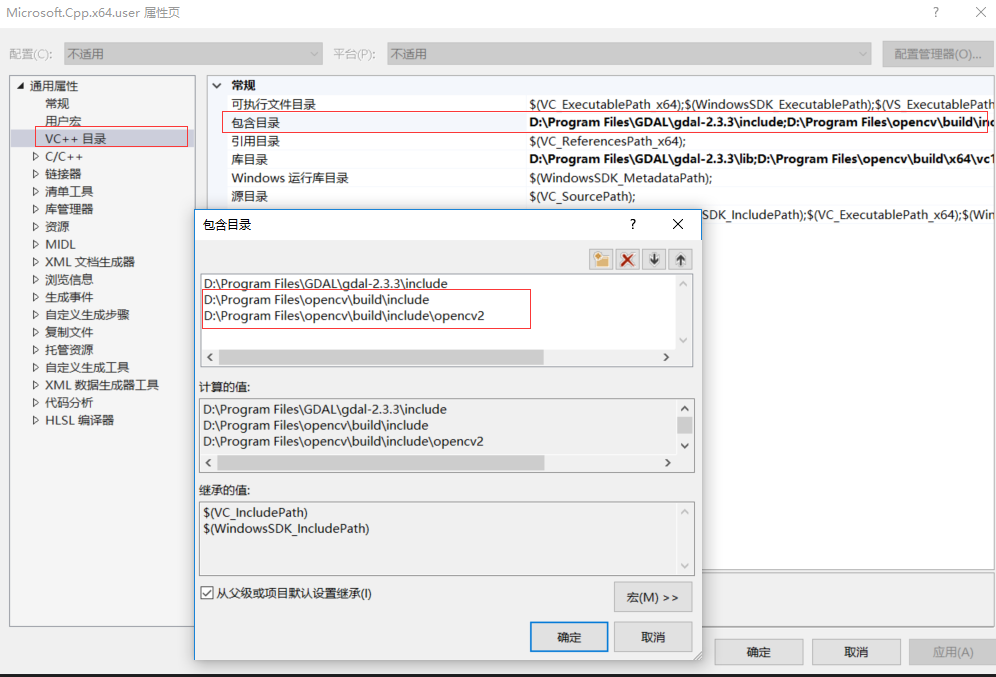 Microsoft.Cpp.x64.user 属性页
?
配置(C):
不适用
平台(P):
不适用
配置管理器(O)...
通用属性
常规
用户宏
VC++ 目录
C/C++
链接器
清单工具
库管理器
资源
MIDL
XML 文档生成器
浏览信息
生成事件
自定义生成步骤
复制文件
托管资源
自定义生成工具
XML 数据生成器工具
代码分析
HLSL 编译器
常规
可执行文件目录 $(VC_ExecutablePath_x64);$(WindowsSDK_ExecutablePath);$(VS_ExecutablePath
包含目录 D:\Program Files\GDAL\gdal-2.3.3\include;D:\Program Files\opencv\build\inc
引用目录 $(VC_ReferencesPath_x64);
库目录 D:\Program Files\GDAL\gdal-2.3.3\lib;D:\Program Files\opencv\build\x64\vc1
Windows 运行库目录 $(WindowsSDK_MetadataPath);
源目录 $(VC_SourcePath);
SDK_IncludePath);$(VC_ExecutablePath_x64);$(Win
包含目录
?
D:\Program Files\GDAL\gdal-2.3.3\include
D:\Program Files\opencv\build\include
D:\Program Files\opencv\build\include\opencv2
计算的值:
D:\Program Files\GDAL\gdal-2.3.3\include
D:\Program Files\opencv\build\include
D:\Program Files\opencv\build\include\opencv2
继承的值:
$(VC_IncludePath)
$(WindowsSDK_IncludePath)
从父级或项目默认设置继承(I)
宏(M) >>
确定
取消
确定
取消
应用(A)